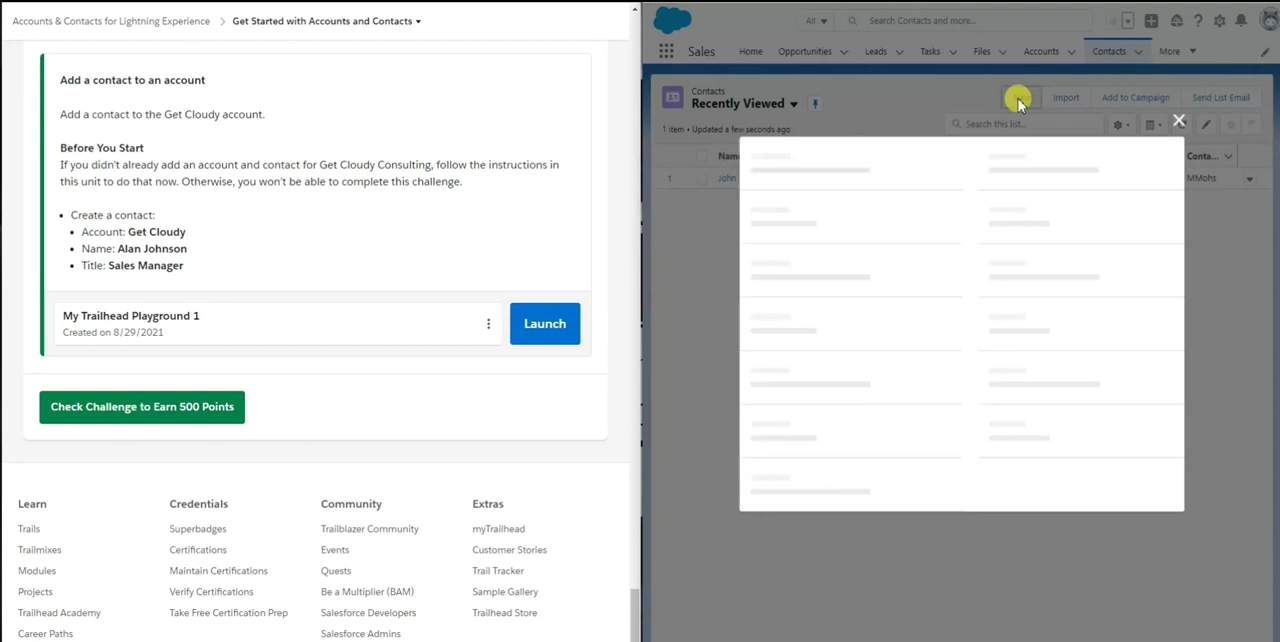 Accounts & Contacts for Lightning Experience
Get Started with Accounts and Contacts
Add a contact to an account
Add a contact to the Get Cloudy account.
Before You Start
If you didn't already add an account and contact for Get Cloudy Consulting, follow the instructions in
this unit to do that now. Otherwise, you won't be able to complete this challenge.
Create a contact:
Account: Get Cloudy
Name: Alan Johnson
Title: Sales Manager
My Trailhead Playground 1
Created on 8/29/2021
Launch
Check Challenge to Earn 500 Points
Learn
Trails
Trailmixes
Modules
Projects
Trailhead Academy
Career Paths
Credentials
Superbadges
Certifications
Maintain Certifications
Verify Certifications
Take Free Certification Prep
Community
Trailblazer Community
Events
Quests
Be a Multiplier (BAM)
Salesforce Developers
Salesforce Admins
Extras
myTrailhead
Customer Stories
Trail Tracker
Sample Gallery
Trailhead Store
All
Search Contacts and more...
Sales
Home
Opportunities
Leads
Tasks
Files
Accounts
Contacts
More
Contacts
Recently Viewed
Import
Add to Campaign
Send List Email
1 item • Updated a few seconds ago
Search this list...
Conta...
1
John
MMohs